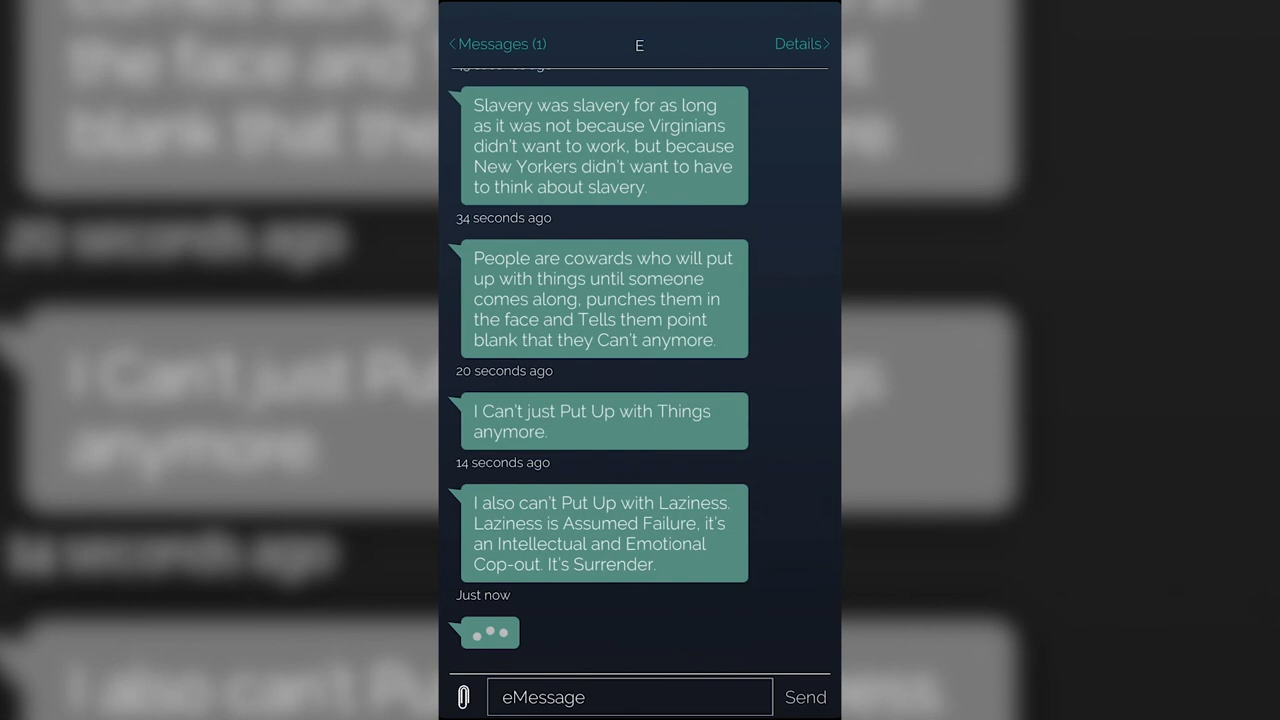 Messages (1)
E
Details
Slavery was slavery for as long
as it was not because Virginians
didn't want to work, but because
New Yorkers didn't want to have
to think about slavery.
34 seconds ago
People are cowards who will put
up with things until someone
comes along, punches them in
the face and Tells them point
blank that they Can't anymore.
20 seconds ago
I Can't just Put Up with Things
anymore.
14 seconds ago
I also can't Put Up with Laziness.
Laziness is Assumed Failure, it's
an Intellectual and Emotional
Cop-out. It's Surrender.
Just now
eMessage
Send